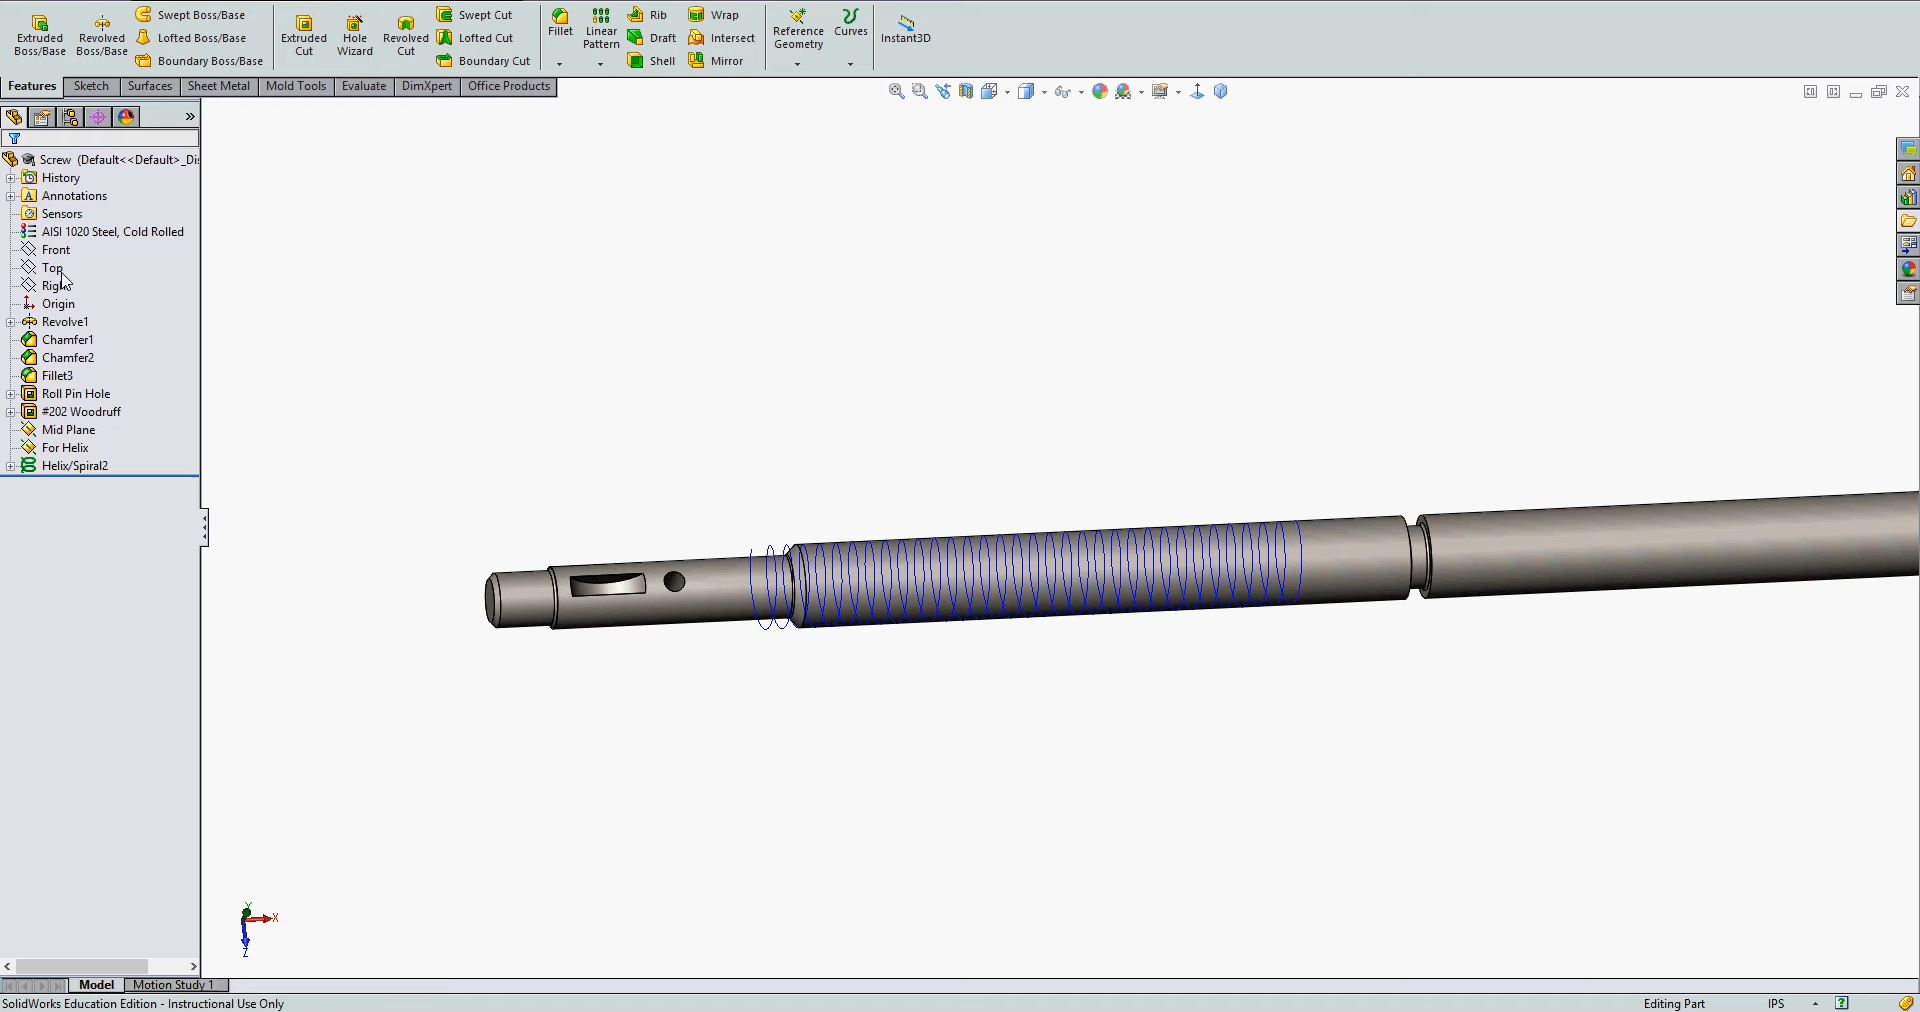 Extruded Boss/Base
Revolved Boss/Base
Swept Boss/Base
Lofted Boss/Base
Boundary Boss/Base
Extruded Cut
Hole Wizard
Revolved Cut
Swept Cut
Lofted Cut
Boundary Cut
Fillet
Linear Pattern
Rib
Draft
Shell
Wrap
Intersect
Mirror
Reference Geometry
Curves
Instant3D
Features
Sketch
Surfaces
Sheet Metal
Mold Tools
Evaluate
DimXpert
Office Products
Screw (Default<<Default>_Di
History
Annotations
Sensors
AISI 1020 Steel, Cold Rolled
Front
Top
Origin
Revolve1
Chamfer1
Chamfer2
Fillet3
Roll Pin Hole
#202 Woodruff
Mid Plane
For Helix
Helix/Spiral2
Y
X
Z
Model
Motion Study 1
SolidWorks Education Edition - Instructional Use Only
Editing Part
IPS